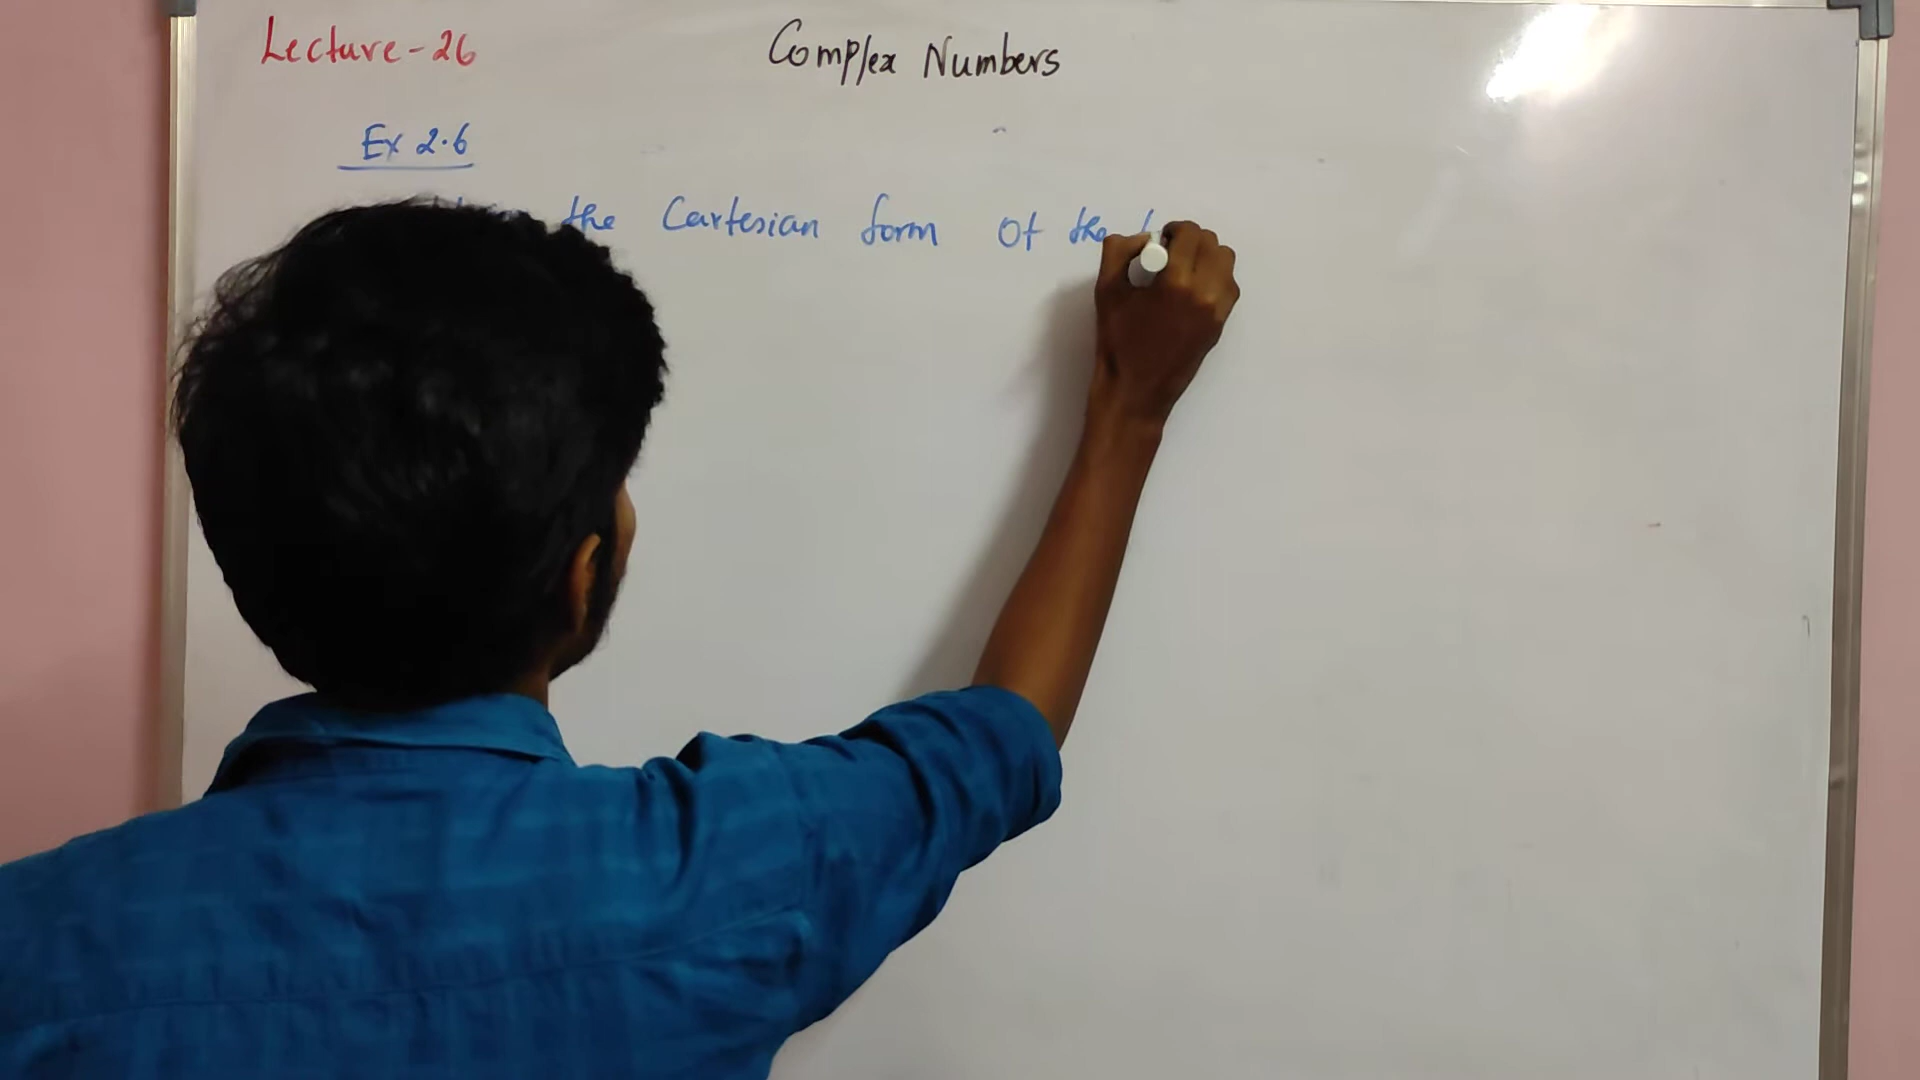 Lecture-26
Complex Numbers
Ex 2.6
the Cartesian form of the